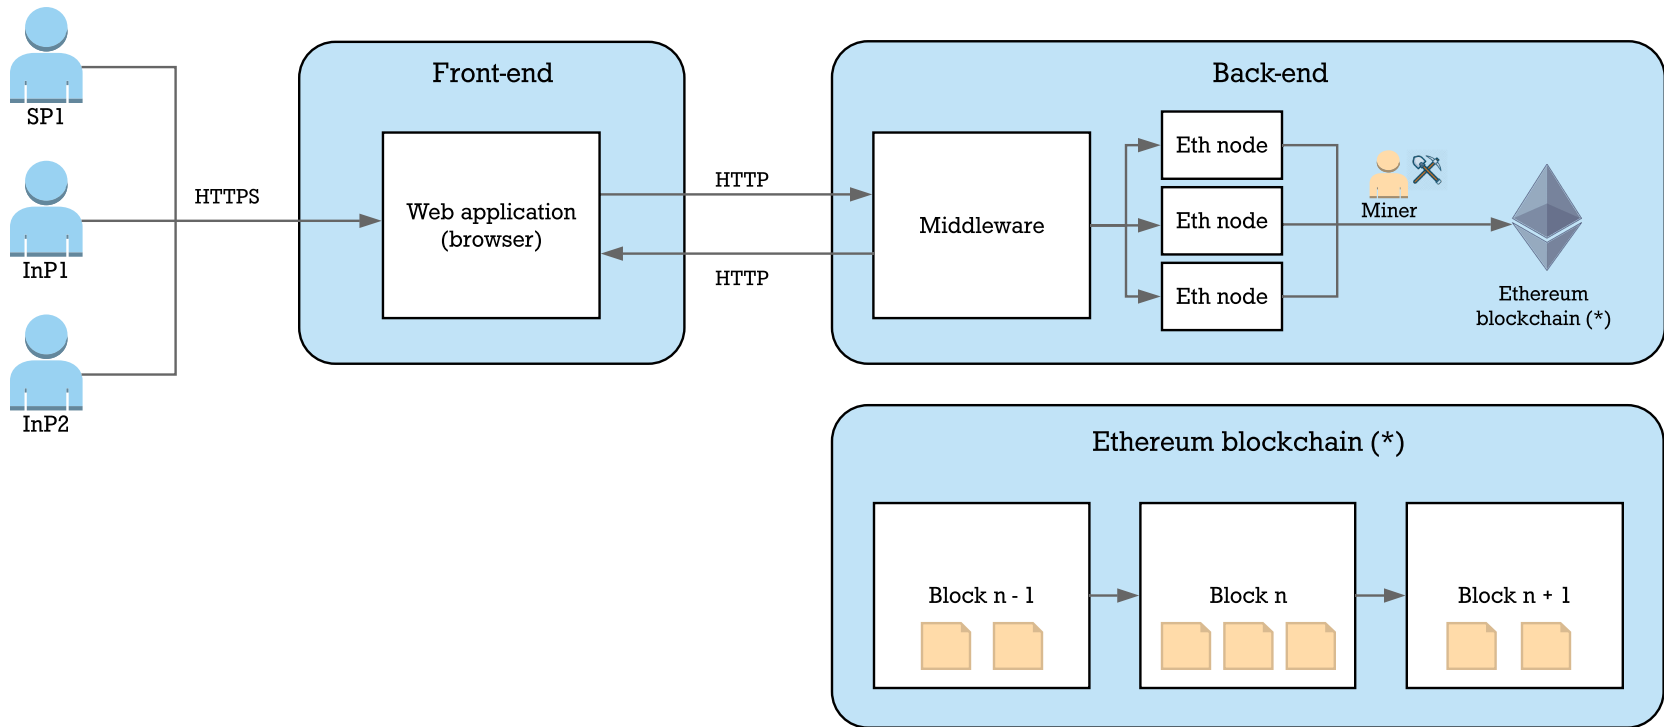 SP1
InP1
InP2
HTTPS
Front-end
Web application
(browser)
HTTP
HTTP
Back-end
Middleware
Eth node
Eth node
Eth node
Miner
Ethereum
blockchain (*)
Ethereum blockchain (*)
Block n - 1
Block n
Block n + 1